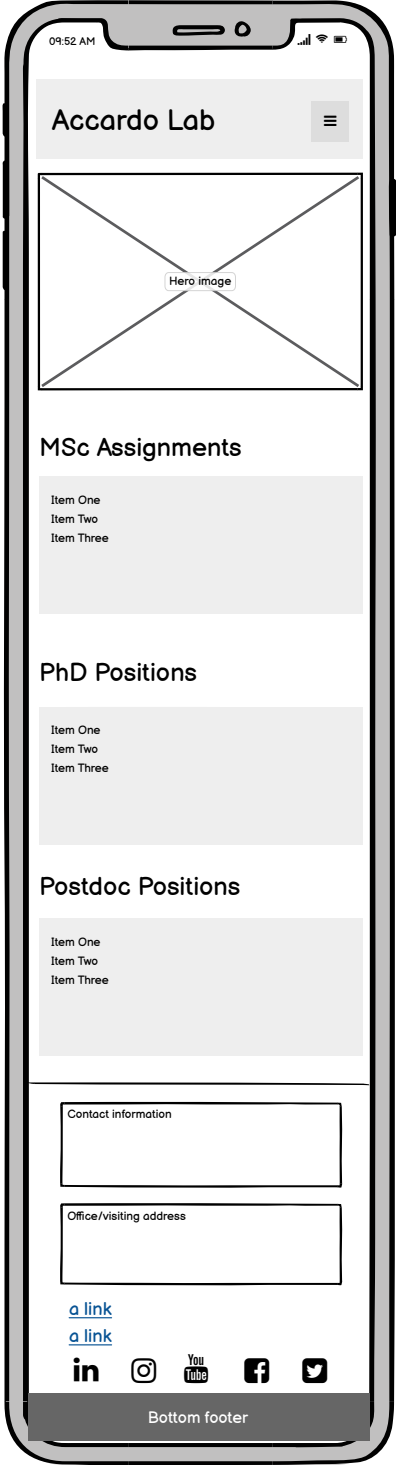 09:52 AM
Accardo Lab
Hero image
MSc Assignments
Item One
Item Two
Item Three
PhD Positions
Item One
Item Two
Item Three
Postdoc Positions
Item One
Item Two
Item Three
Contact information
Office/visiting address
a link
a link
in You Tube f
Bottom footer